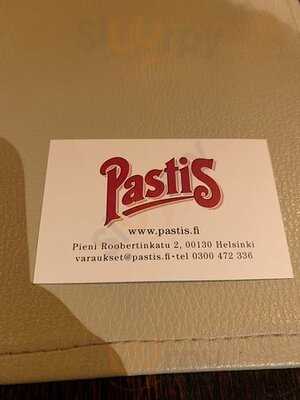 Pastis
www.pastis.fi
Pieni Roobertinkatu 2, 00130 Helsinki
varaukset@pastis.fi • tel 0300 472 336